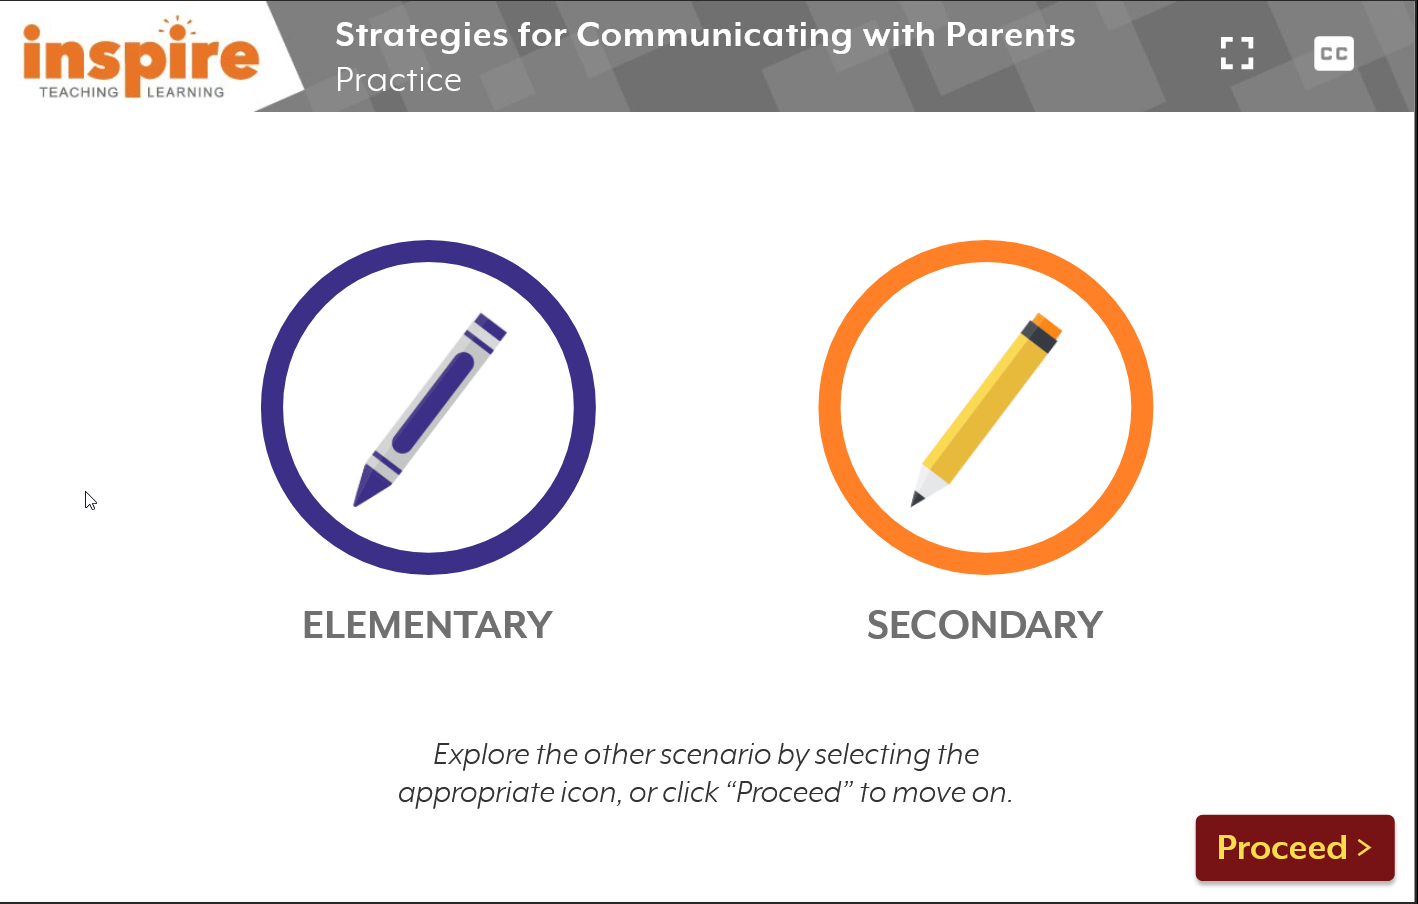 inspire
TEACHING LEARNING
Strategies for Communicating with Parents
Practice
CC
ELEMENTARY
SECONDARY
Explore the other scenario by selecting the
appropriate icon, or click “Proceed” to move on.
Proceed >